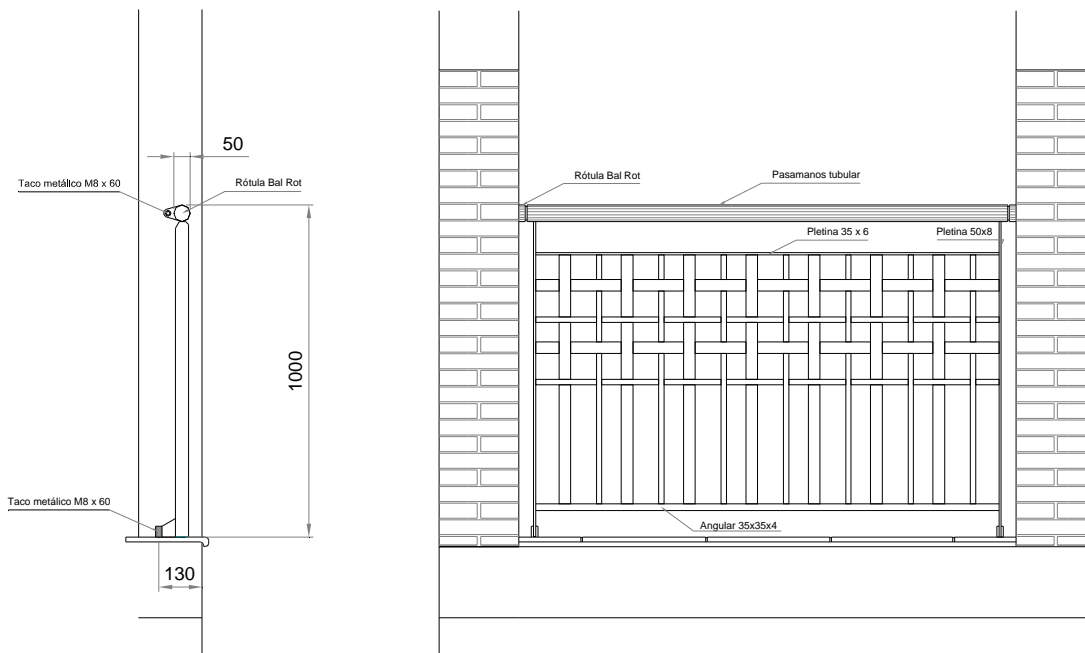 50
Taco metálico M8 x 60
Rótula Bal Rot
1000
Taco metálico M8 x 60
130
Rótula Bal Rot
Pasamanos tubular
Pletina 35 x 6
Pletina 50x8
Angular 35x35x4